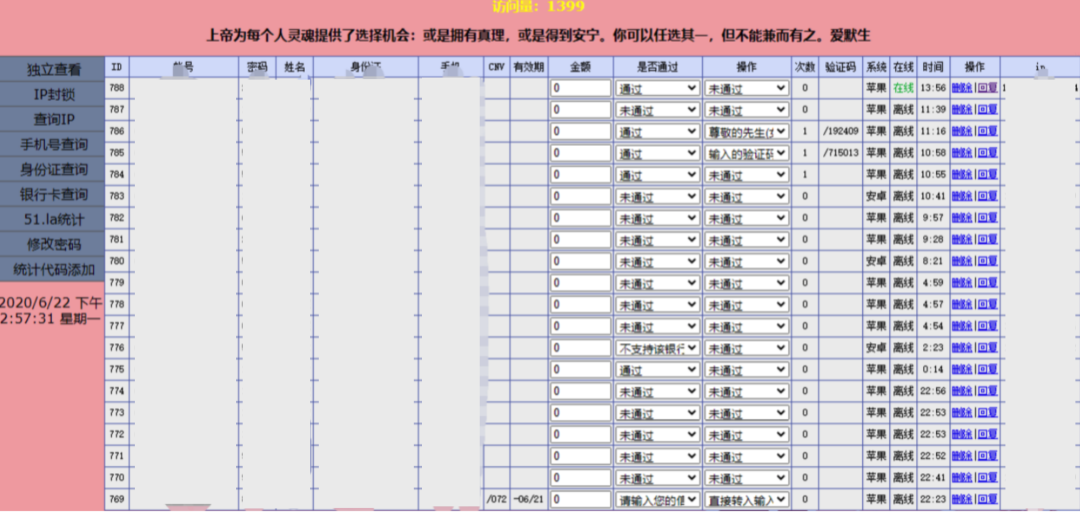 访问量：1399
上帝为每个人灵魂提供了选择机会：或是拥有真理，或是得到安宁。你可以任选其一，但不能兼而有之。爱默生
独立查看
IP封锁
查询IP
手机号查询
身份证查询
银行卡查询
51.la统计
修改密码
统计代码添加
2020/6/22 下午
2:57:31 星期一
ID 密码 姓名 CNV 有效期 金额 是否通过 操作 次数 验证码 系统 在线 时间 操作
788 0 通过 未通过 0 苹果 在线 13:56 删除|回复
787 0 未通过 未通过 0 苹果 离线 11:39 删除|回复
786 0 通过 尊敬的先生(女 1 /192409 苹果 离线 11:16 删除|回复
785 0 通过 输入的验证码 1 /715013 苹果 离线 10:58 删除|回复
784 0 通过 未通过 1 苹果 离线 10:55 删除|回复
783 0 未通过 未通过 0 安卓 离线 10:41 删除|回复
782 0 未通过 未通过 0 苹果 离线 9:57 删除|回复
781 0 未通过 未通过 0 苹果 离线 9:28 删除|回复
780 0 未通过 未通过 0 安卓 离线 8:21 删除|回复
779 0 未通过 未通过 0 苹果 离线 4:59 删除|回复
778 0 未通过 未通过 0 苹果 离线 4:57 删除|回复
777 0 未通过 未通过 0 苹果 离线 4:54 删除|回复
776 0 不支持该银行 未通过 0 安卓 离线 2:23 删除|回复
775 0 通过 未通过 0 苹果 离线 0:14 删除|回复
774 0 未通过 未通过 0 苹果 离线 22:56 删除|回复
773 0 未通过 未通过 0 苹果 离线 22:53 删除|回复
772 0 未通过 未通过 0 苹果 离线 22:53 删除|回复
771 0 未通过 未通过 0 苹果 离线 22:52 删除|回复
770 0 未通过 未通过 0 苹果 离线 22:41 删除|回复
769 /072 -06/21 0 请输入您的信 直接转入输入 0 苹果 离线 22:23 删除|回复